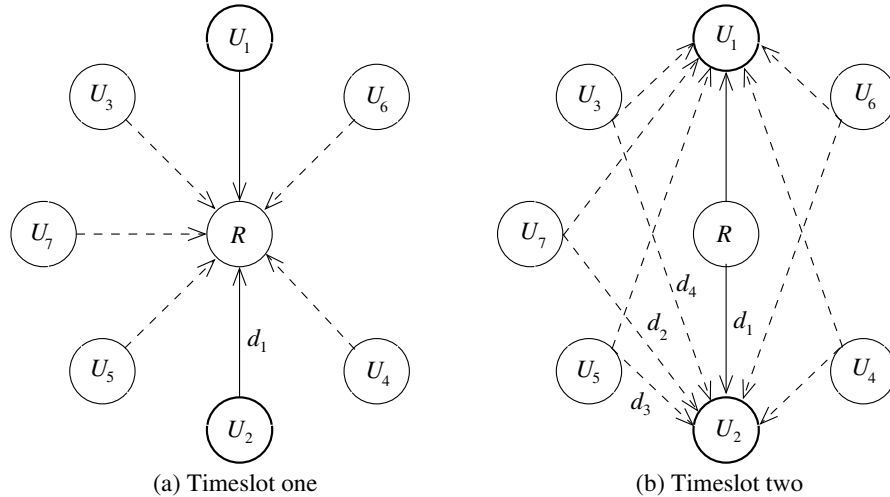 U1
U3
U6
U7
R
d1
U5
U4
U2
(a) Timeslot one
U1
U3
U6
U7
R
d4
d2
d1
U5
U4
d3
U2
(b) Timeslot two